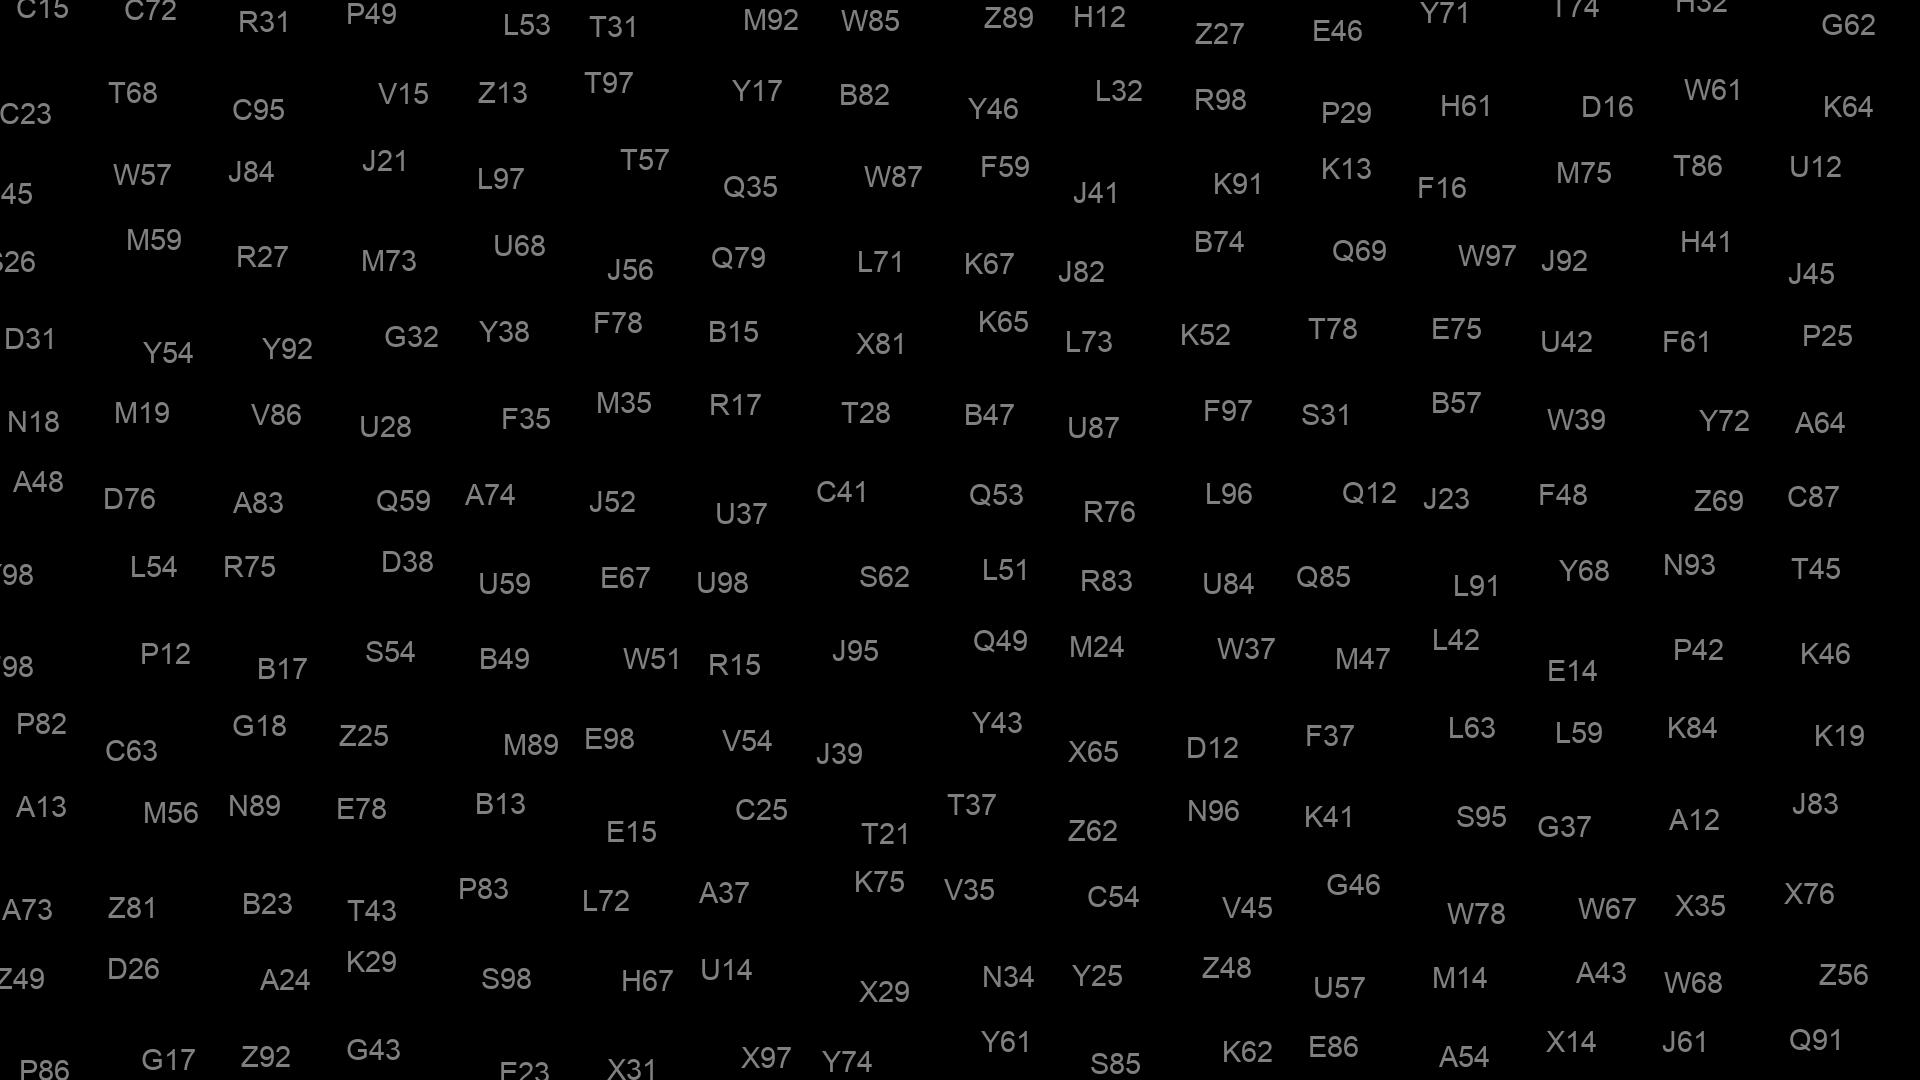 C15 C72 R31 P49 L53 T31 M92 W85 Z89 H12 Z27 E46 Y71 T74 H32 G62
C23 T68 C95 V15 Z13 T97 Y17 B82 Y46 L32 R98 P29 H61 D16 W61 K64
45 W57 J84 J21 L97 T57 Q35 W87 F59 J41 K91 K13 F16 M75 T86 U12
S26 M59 R27 M73 U68 J56 Q79 L71 K67 J82 B74 Q69 W97 J92 H41 J45
D31 Y54 Y92 G32 Y38 F78 B15 X81 K65 L73 K52 T78 E75 U42 F61 P25
N18 M19 V86 U28 F35 M35 R17 T28 B47 U87 F97 S31 B57 W39 Y72 A64
A48 D76 A83 Q59 A74 J52 U37 C41 Q53 R76 L96 Q12 J23 F48 Z69 C87
98 L54 R75 D38 U59 E67 U98 S62 L51 R83 U84 Q85 L91 Y68 N93 T45
98 P12 B17 S54 B49 W51 R15 J95 Q49 M24 W37 M47 L42 E14 P42 K46
P82 C63 G18 Z25 M89 E98 V54 J39 Y43 X65 D12 F37 L63 L59 K84 K19
A13 M56 N89 E78 B13 E15 C25 T21 T37 Z62 N96 K41 S95 G37 A12 J83
A73 Z81 B23 T43 P83 L72 A37 K75 V35 C54 V45 G46 W78 W67 X35 X76
Z49 D26 A24 K29 S98 H67 U14 X29 N34 Y25 Z48 U57 M14 A43 W68 Z56
P86 G17 Z92 G43 E23 X31 X97 Y74 Y61 S85 K62 E86 A54 X14 J61 Q91